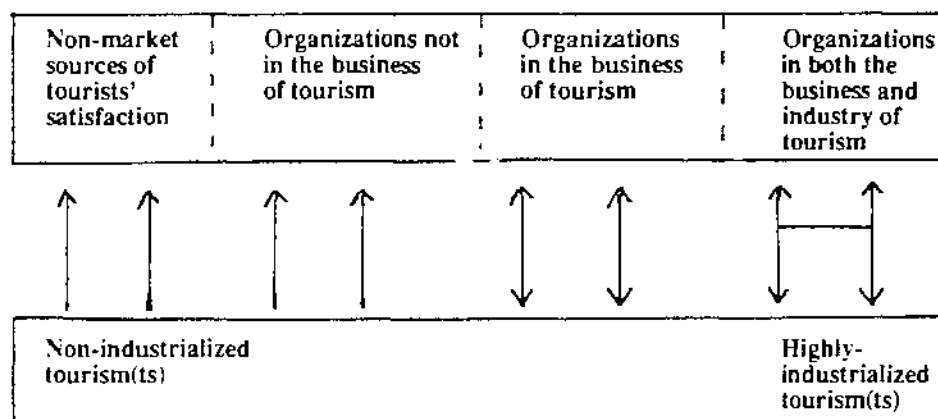 Non-market
sources of
tourists'
satisfaction
Organizations not
in the business
of tourism
Organizations
in the business
of tourism
Organizations
in both the
business and
industry of
tourism
Non-industrialized
tourism(ts)
Highly-
industrialized
tourism(ts)